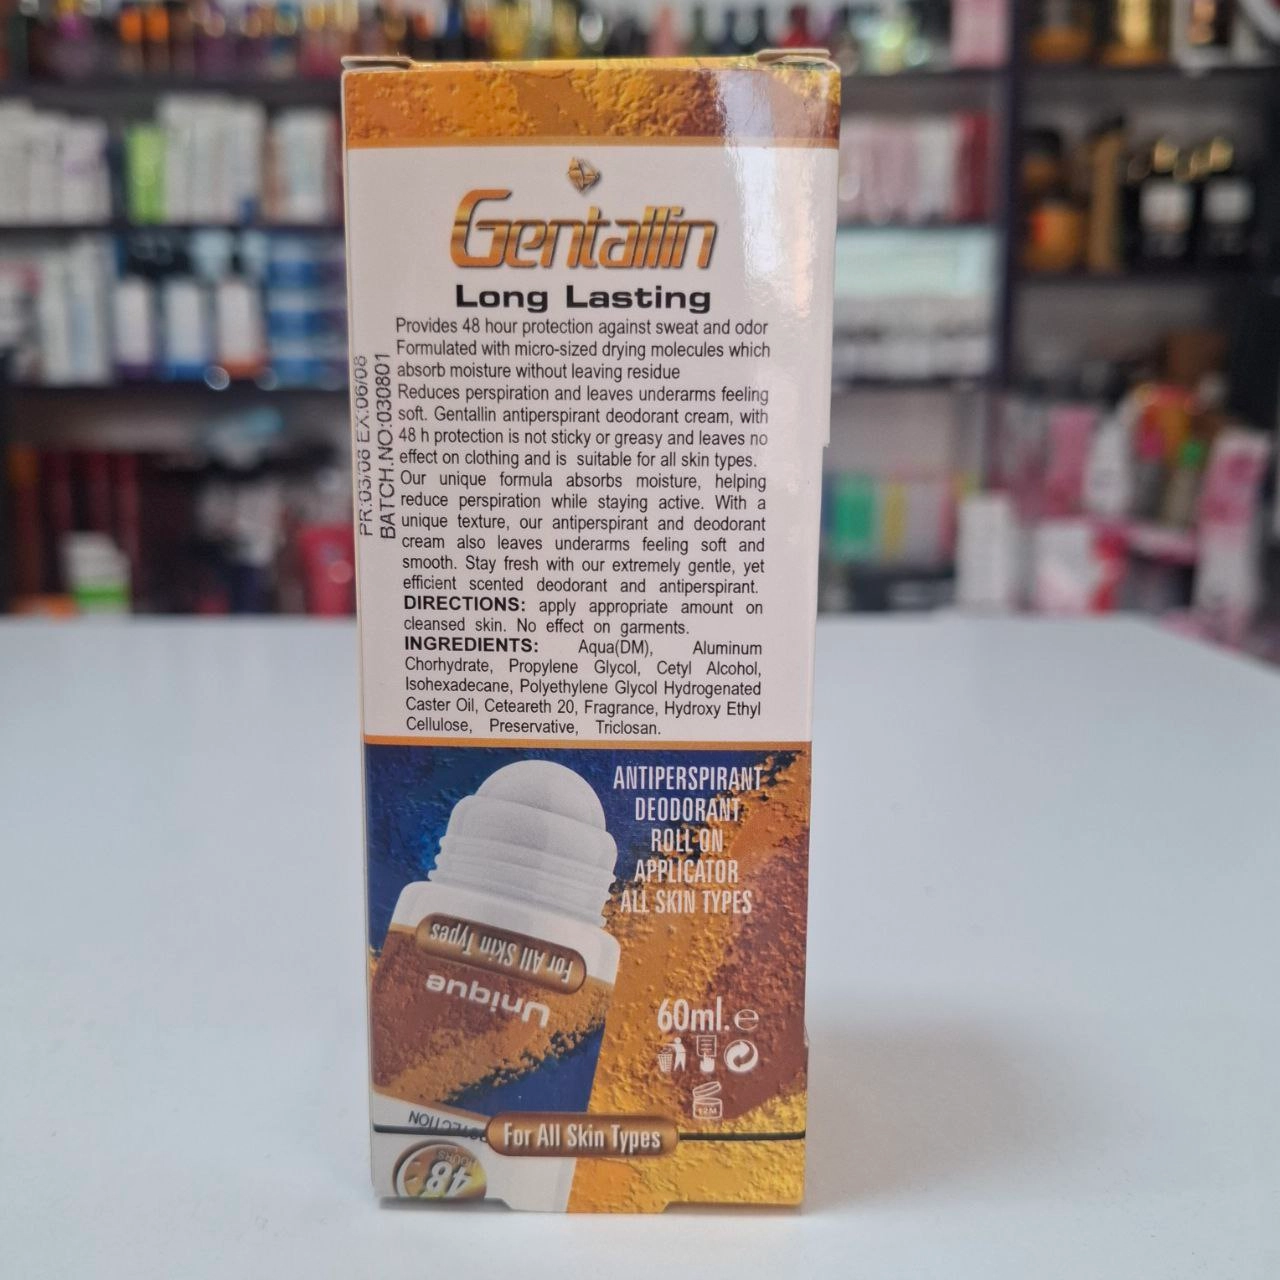 Gentallin
Long Lasting
Provides 48 hour protection against sweat and odor
Formulated with micro-sized drying molecules which
absorb moisture without leaving residue
Reduces perspiration and leaves underarms feeling
soft. Gentallin antiperspirant deodorant cream, with
48 h protection is not sticky or greasy and leaves no
effect on clothing and is suitable for all skin types.
Our unique formula absorbs moisture, helping
reduce perspiration while staying active. With a
unique texture, our antiperspirant and deodorant
cream also leaves underarms feeling soft and
smooth. Stay fresh with our extremely gentle, yet
efficient scented deodorant and antiperspirant.
DIRECTIONS: apply appropriate amount on
cleansed skin. No effect on garments.
INGREDIENTS: Aqua(DM), Aluminum
Chorhydrate, Propylene Glycol, Cetyl Alcohol,
Isohexadecane, Polyethylene Glycol Hydrogenated
Caster Oil, Ceteareth 20, Fragrance, Hydroxy Ethyl
Cellulose, Preservative, Triclosan.
PR:03/08 EX:06/08
BATCH.NO:030801
ANTIPERSPIRANT
DEODORANT
ROLL ON
APPLICATOR
ALL SKIN TYPES
For All Skin Types
Unique
60ml. e
12M
For All Skin Types
48
HOURS